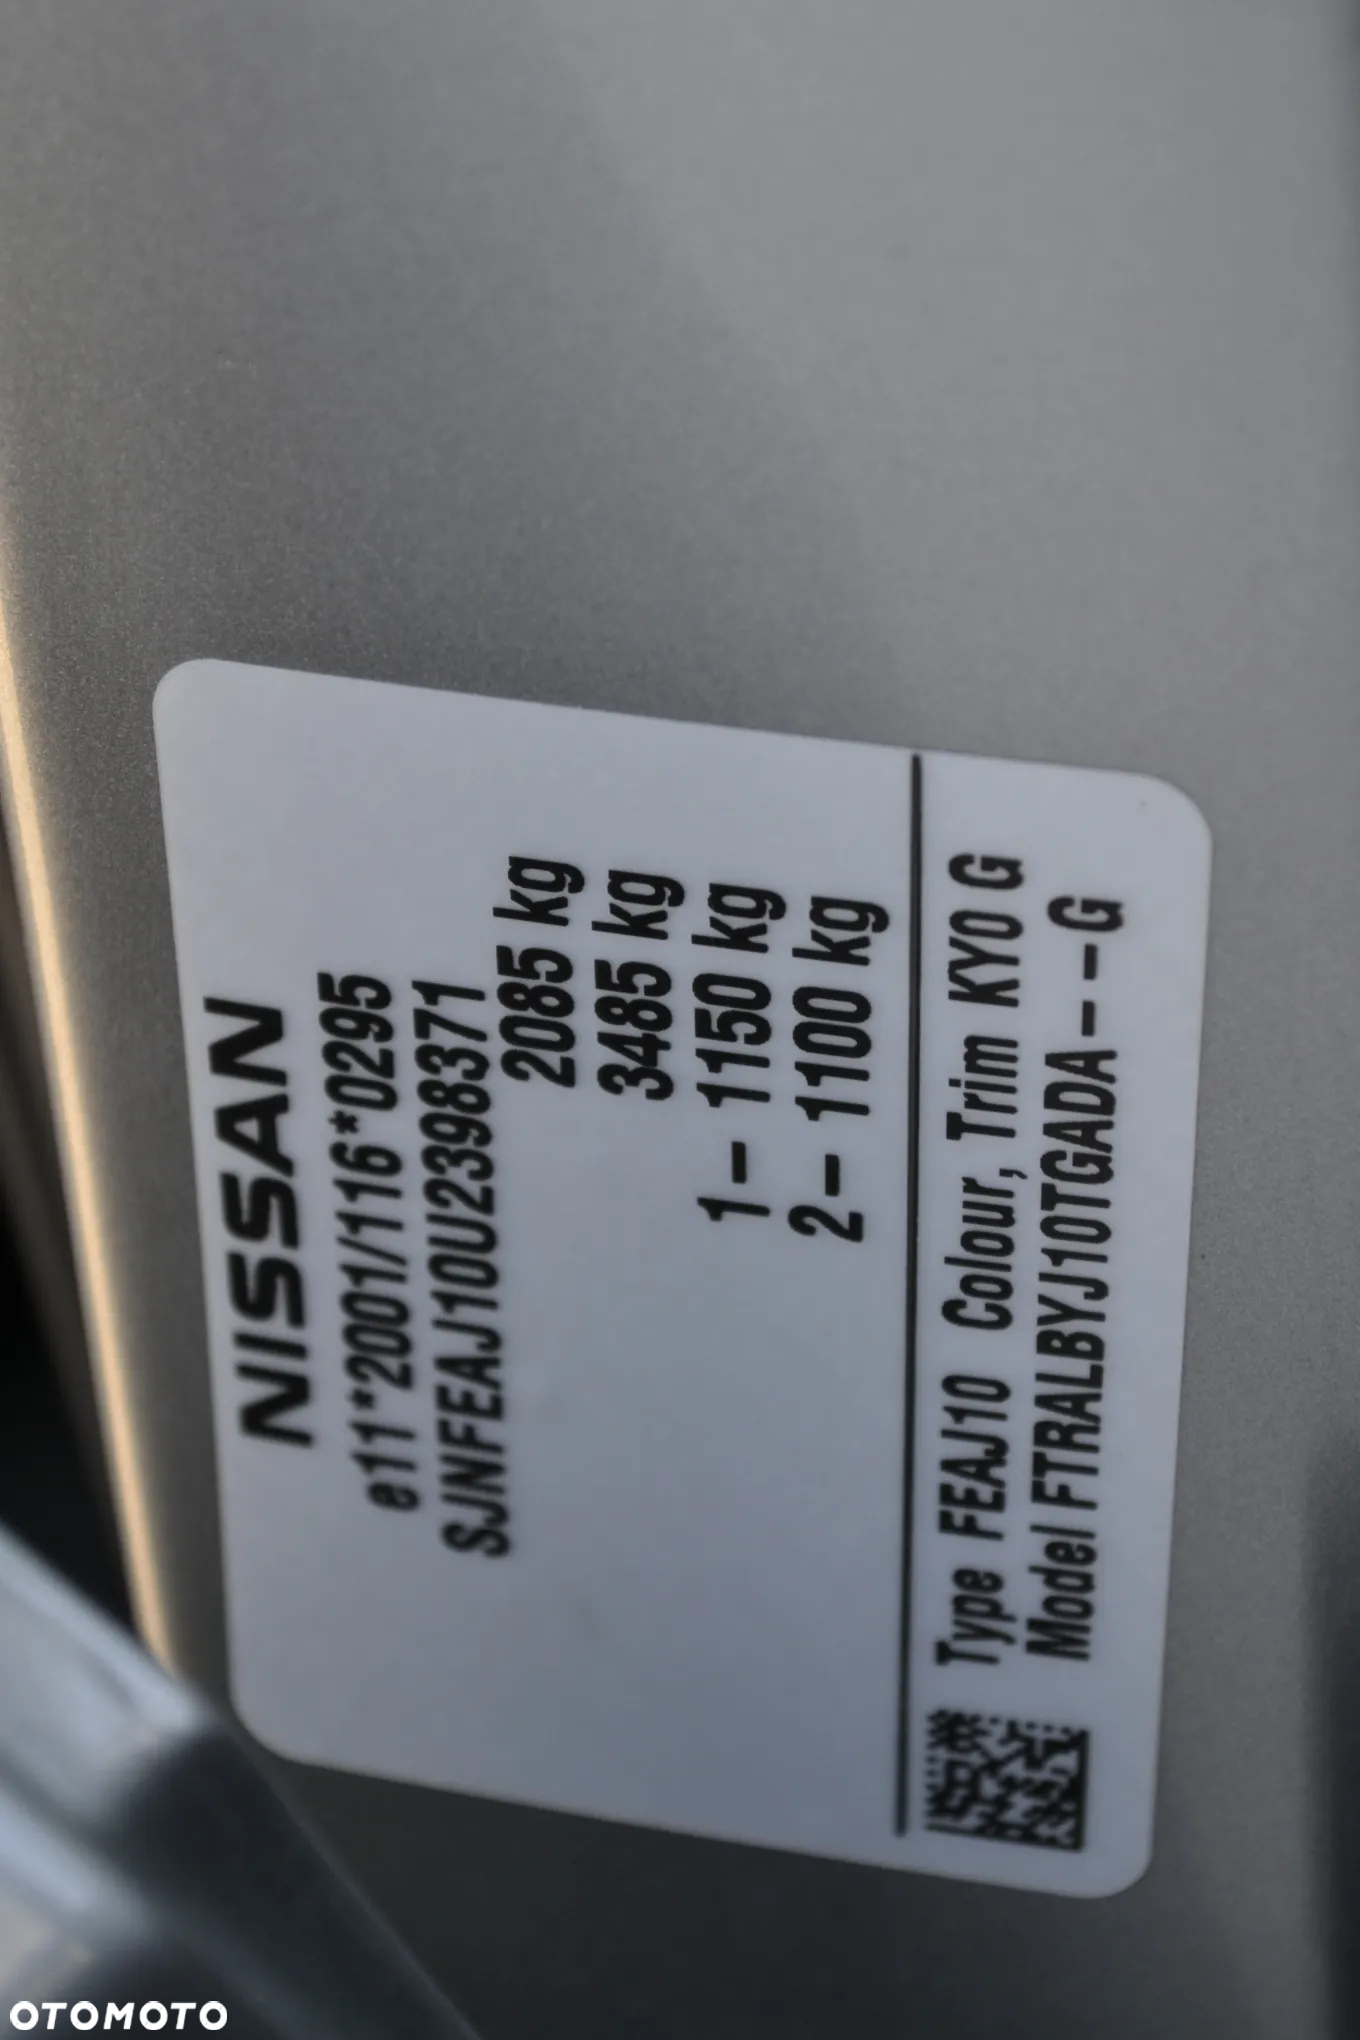 NISSAN
e11*2001/116*0295
SJNFEAJ10U2398371
2085 kg
3485 kg
1- 1150 kg
2- 1100 kg
Type FEAJ10 Colour, Trim KY0 G
Model FTRALBYJ10TGADA---G
OTOMOTO